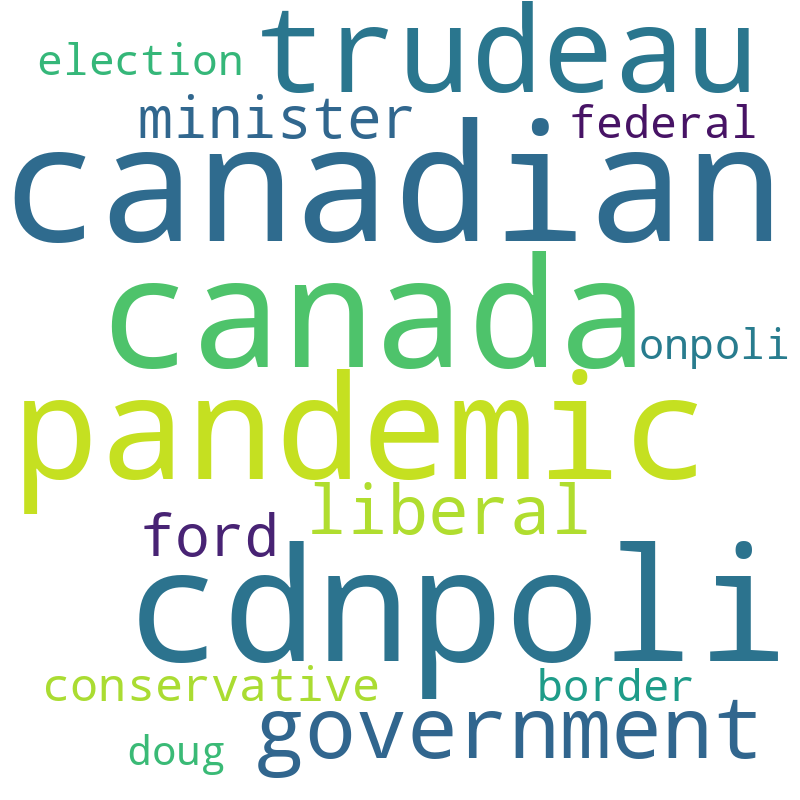 trudeau
election
minister
federal
canadian
canada
onpoli
pandemic
liberal
ford
cdnpoli
conservative
border
government
doug